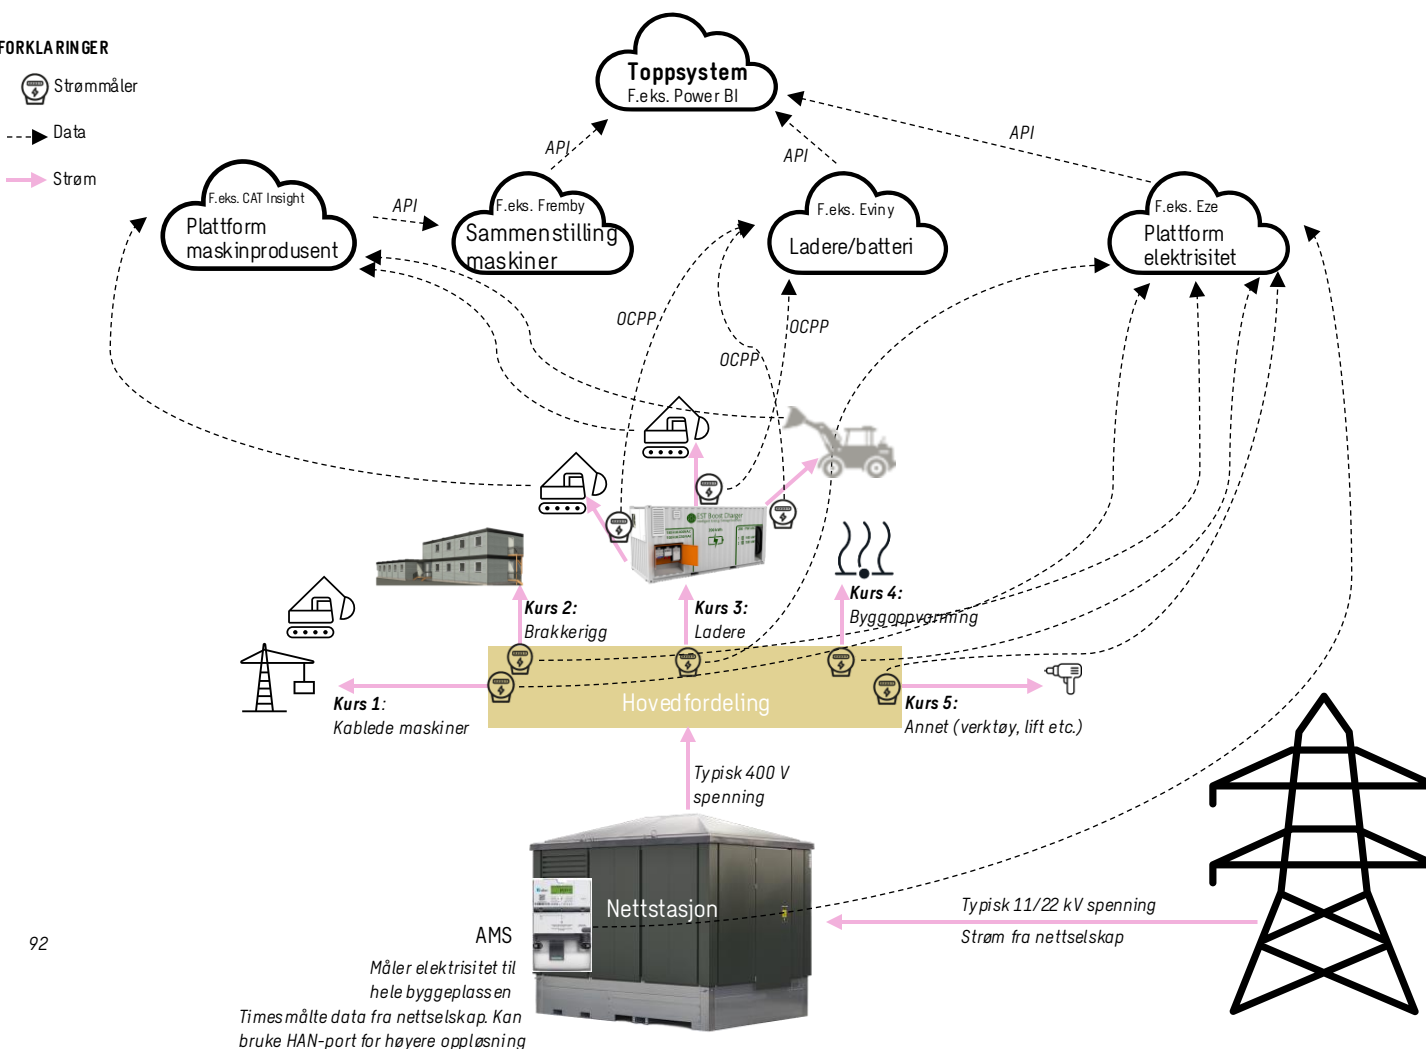 FORKLARINGER
Strømmåler
Data
Strøm
Toppsystem
F.eks. Power BI
API
API
API
API
F.eks. CAT Insight
Plattform
maskinprodusent
F.eks. Fremby
Sammenstilling
maskiner
F.eks. Eviny
Ladere/batteri
F.eks. Eze
Plattform
elektrisitet
OCPP
OCPP
OCPP
EST Boost Charger
Kurs 2:
Brakkerigg
Kurs 3:
Ladere
Kurs 4:
Byggoppvarming
Kurs 1:
Kablede maskiner
Hovedfordeling
Kurs 5:
Annet (verktøy, lift etc.)
Typisk 400 V
spenning
Nettstasjon
Typisk 11/22 kV spenning
Strøm fra nettselskap
AMS
Måler elektrisitet til
hele byggeplassen
Timesmålte data fra nettselskap. Kan
bruke HAN-port for høyere oppløsning
92